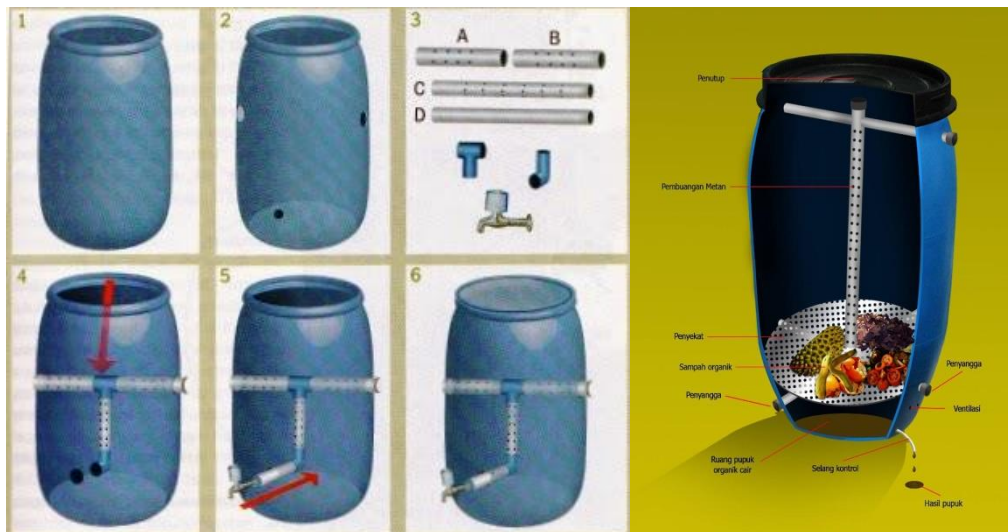 1
2
3
A
B
C
D
4
5
6
Penutup
Pembuangan Metan
Penyekat
Sampah organik
Penyangga
Penyangga
Ventilasi
Ruang pupuk
organik cair
Selang kontrol
Hasil pupuk